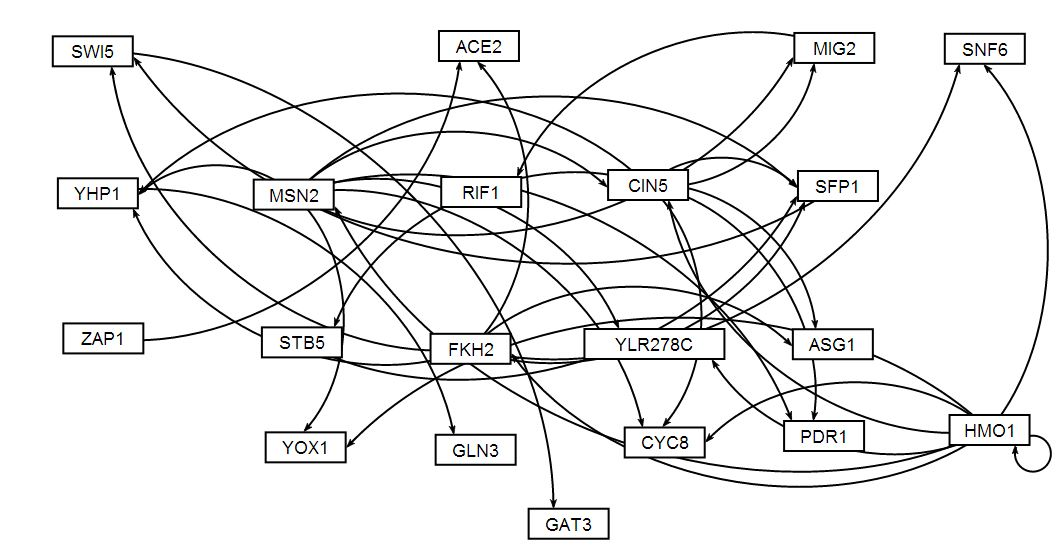 SWI5
ACE2
MIG2
SNF6
YHP1
MSN2
RIF1
CIN5
SFP1
ZAP1
STB5
FKH2
YLR278C
ASG1
YOX1
GLN3
CYC8
PDR1
HMO1
GAT3